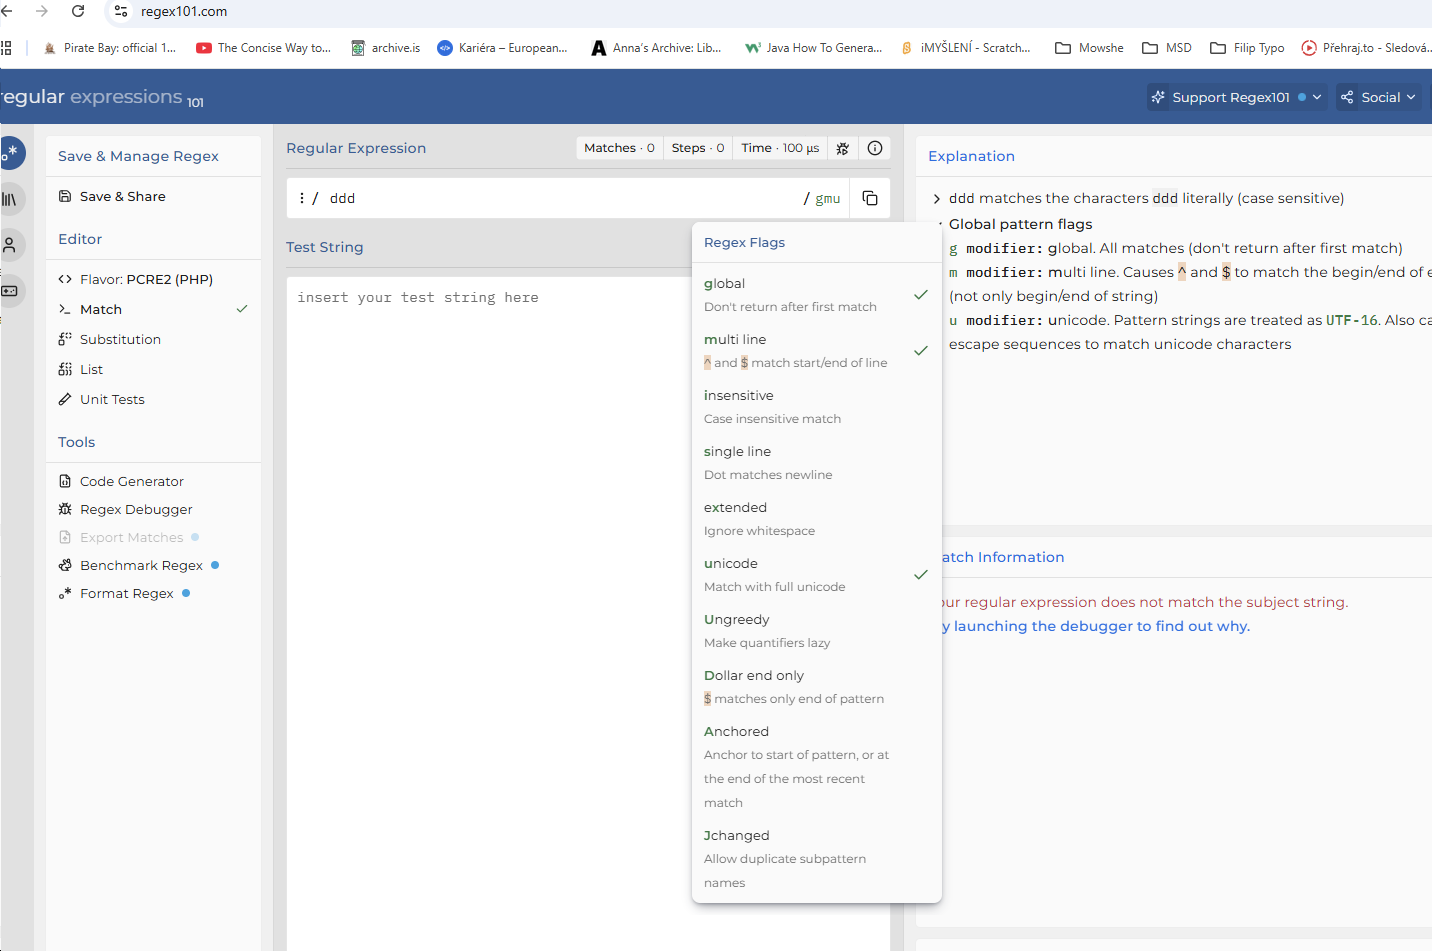 regex101.com
Pirate Bay: official 1...
The Concise Way to...
archive.is
Kariéra – European...
Anna's Archive: Lib...
Java How To Genera...
iMYŠLENÍ - Scratch...
Mowshe
MSD
Filip Typo
Přehraj.to - Sledová..
regular expressions 101
Support Regex101
Social
Save & Manage Regex
Save & Share
Editor
Flavor: PCRE2 (PHP)
Match
Substitution
List
Unit Tests
Tools
Code Generator
Regex Debugger
Export Matches
Benchmark Regex
Format Regex
Regular Expression
Matches · 0
Steps · 0
Time · 100 µs
/ ddd / gmu
Test String
insert your test string here
Regex Flags
global
Don't return after first match
multi line
^ and $ match start/end of line
insensitive
Case insensitive match
single line
Dot matches newline
extended
Ignore whitespace
unicode
Match with full unicode
Ungreedy
Make quantifiers lazy
Dollar end only
$ matches only end of pattern
Anchored
Anchor to start of pattern, or at
the end of the most recent
match
Jchanged
Allow duplicate subpattern
names
Explanation
ddd matches the characters ddd literally (case sensitive)
Global pattern flags
g modifier: global. All matches (don't return after first match)
m modifier: multi line. Causes ^ and $ to match the begin/end of
(not only begin/end of string)
u modifier: unicode. Pattern strings are treated as UTF-16. Also
escape sequences to match unicode characters
atch Information
our regular expression does not match the subject string.
y launching the debugger to find out why.